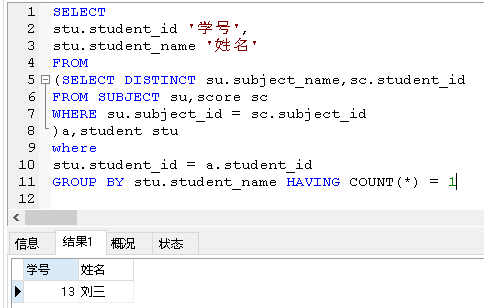 1 SELECT
2 stu.student_id '学号',
3 stu.student_name '姓名'
4 FROM
5 (SELECT DISTINCT su.subject_name,sc.student_id
6 FROM SUBJECT su,score sc
7 WHERE su.subject_id = sc.subject_id
8 )a,student stu
9 where
10 stu.student_id = a.student_id
11 GROUP BY stu.student_name HAVING COUNT(*) = 1
12
信息 结果1 概况 状态
学号 姓名
13 刘三